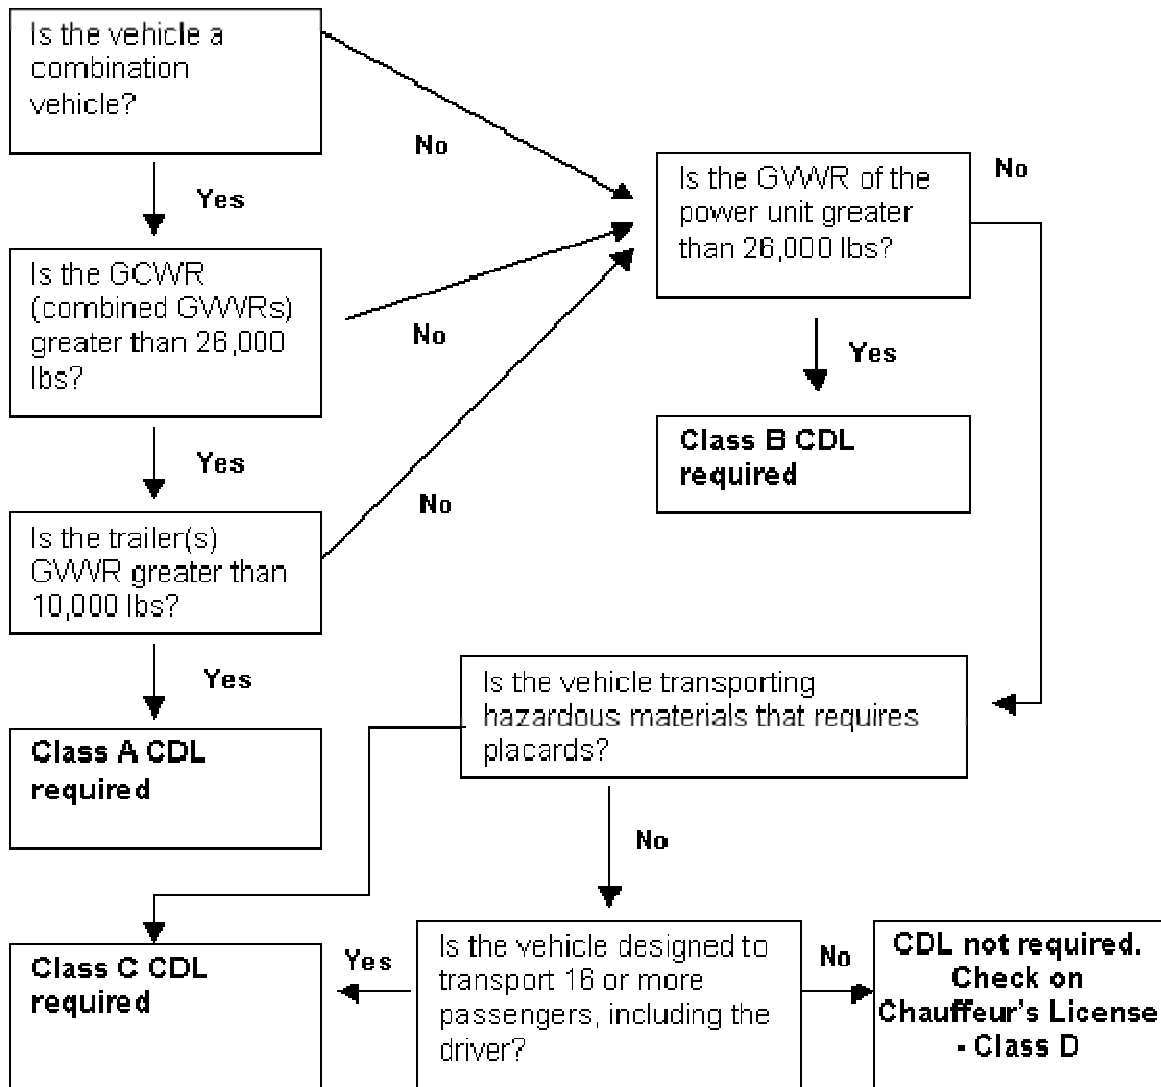 Is the vehicle a
combination
vehicle?
No
Yes
Is the GVWR of the
power unit greater
than 26,000 lbs?
No
Is the GCWR
(combined GVWRs)
greater than 26,000
lbs?
No
Yes
Yes
Class B CDL
required
No
Is the trailer(s)
GVWR greater than
10,000 lbs?
Yes
Is the vehicle transporting
hazardous materials that requires
placards?
Class A CDL
required
No
Class C CDL
required
Yes
Is the vehicle designed to
transport 16 or more
passengers, including the
driver?
No
CDL not required.
Check on
Chauffeur's License
- Class D